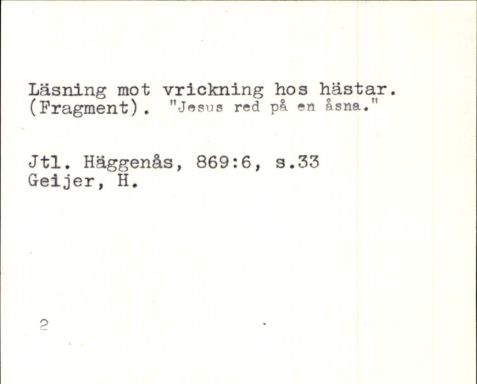 Läsning mot vrickning hos hästar.
(Fragment). "Jesus red på en åsna."
Jtl. Häggenås, 869:6, s.33
Geijer, H.
2